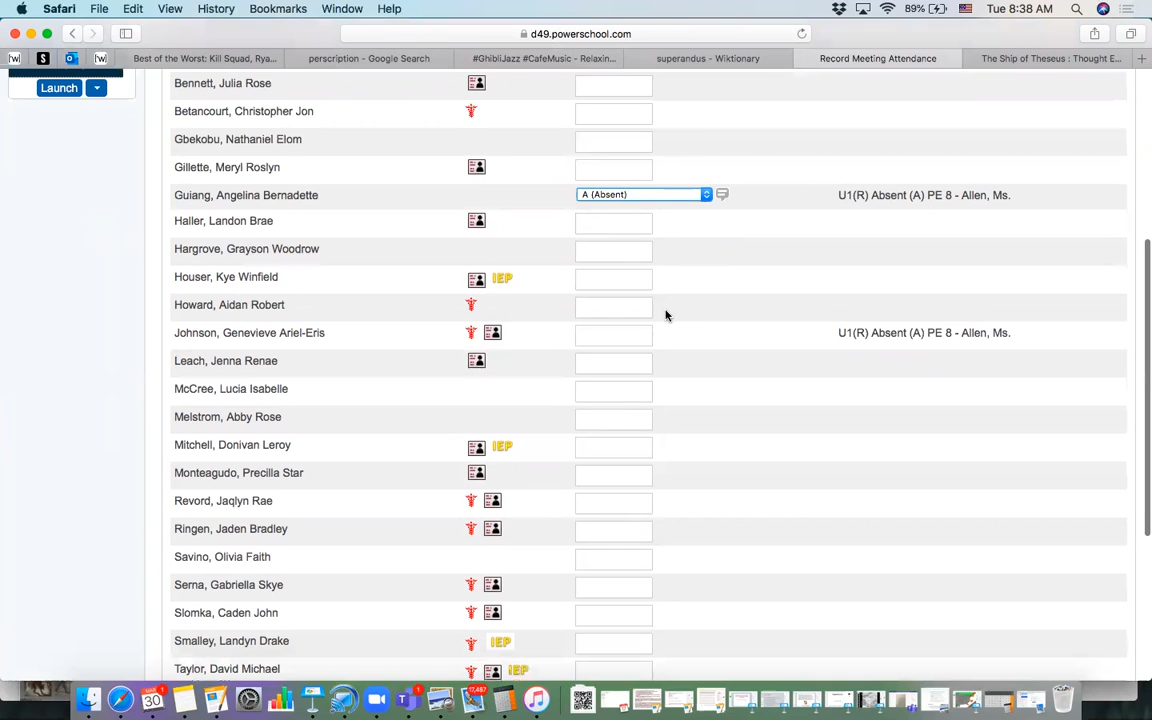 Safari File Edit View History Bookmarks Window Help 89% Tue 8:38 AM
d49.powerschool.com
W S W Best of the Worst: Kill Squad, Rya... perscription - Google Search #GhibliJazz #CafeMusic - Relaxin... superandus - Wiktionary Record Meeting Attendance The Ship of Theseus : Thought E...
Launch
Bennett, Julia Rose
Betancourt, Christopher Jon
Gbekobu, Nathaniel Elom
Gillette, Meryl Roslyn
Guiang, Angelina Bernadette A (Absent) U1(R) Absent (A) PE 8 - Allen, Ms.
Haller, Landon Brae
Hargrove, Grayson Woodrow
Houser, Kye Winfield IEP
Howard, Aidan Robert
Johnson, Genevieve Ariel-Eris U1(R) Absent (A) PE 8 - Allen, Ms.
Leach, Jenna Renae
McCree, Lucia Isabelle
Melstrom, Abby Rose
Mitchell, Donivan Leroy IEP
Monteagudo, Precilla Star
Revord, Jaqlyn Rae
Ringen, Jaden Bradley
Savino, Olivia Faith
Serna, Gabriella Skye
Slomka, Caden John
Smalley, Landyn Drake IEP
Taylor, David Michael IEP
MAR 30 1 1 17,457